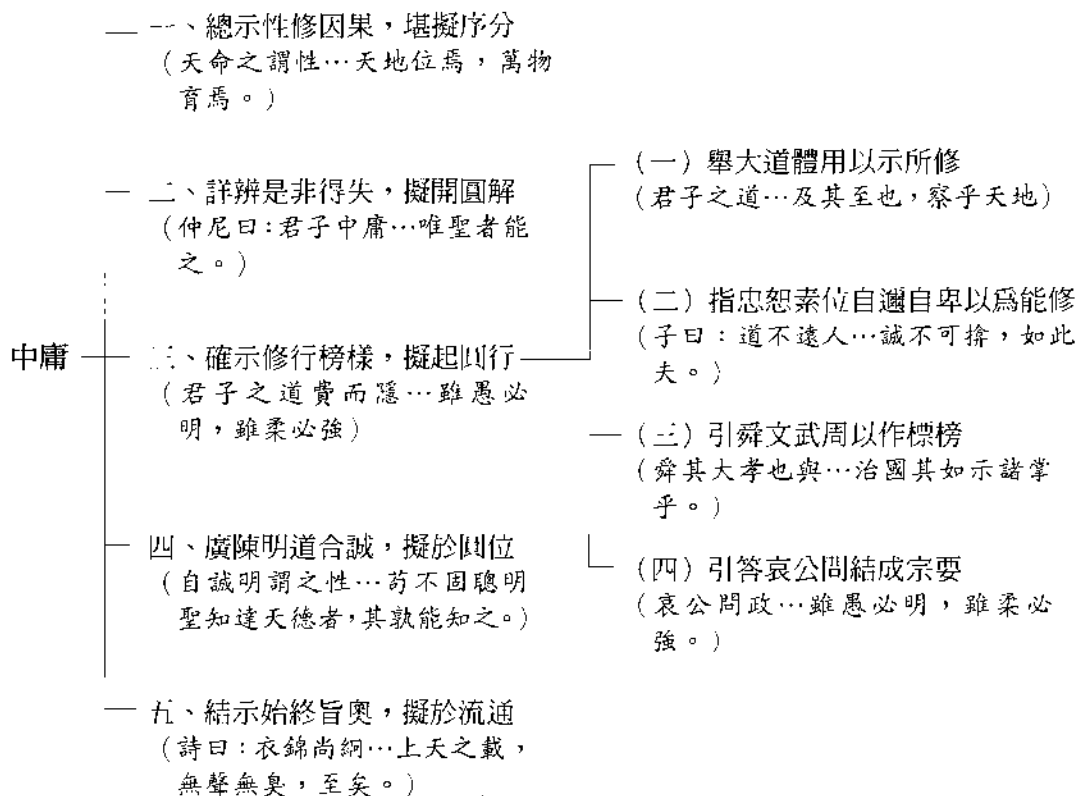 一、總示性修因果，堪擬序分
（天命之謂性…天地位焉，萬物
育焉。）
二、詳辨是非得失，擬開圓解
（仲尼曰：君子中庸…唯聖者能
之。）
中庸
三、確示修行榜樣，擬起圓行
（君子之道費而隱…雖愚必
明，雖柔必強）
四、廣陳明道合誠，擬於圓位
（自誠明謂之性…苟不固聰明
聖知達天德者，其孰能知之。）
五、結示始終旨奧，擬於流通
（詩曰：衣錦尚絅…上天之載，
無聲無臭，至矣。）
（一）舉大道體用以示所修
（君子之道…及其至也，察乎天地）
（二）指忠恕素位自邇自卑以爲能修
（子曰：道不遠人…誠不可揜，如此
夫。）
（三）引舜文武周以作標榜
（舜其大孝也與…治國其如示諸掌
乎。）
（四）引答哀公問結成宗要
（哀公問政…雖愚必明，雖柔必
強。）